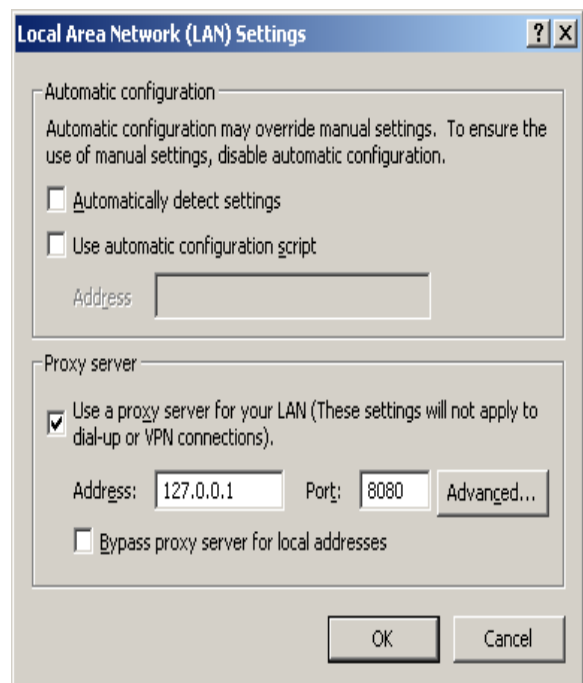 Local Area Network (LAN) Settings
Automatic configuration
Automatic configuration may override manual settings. To ensure the
use of manual settings, disable automatic configuration.
Automatically detect settings
Use automatic configuration script
Address
Proxy server
Use a proxy server for your LAN (These settings will not apply to
dial-up or VPN connections).
Address: 127.0.0.1 Port: 8080 Advanced...
Bypass proxy server for local addresses
OK Cancel